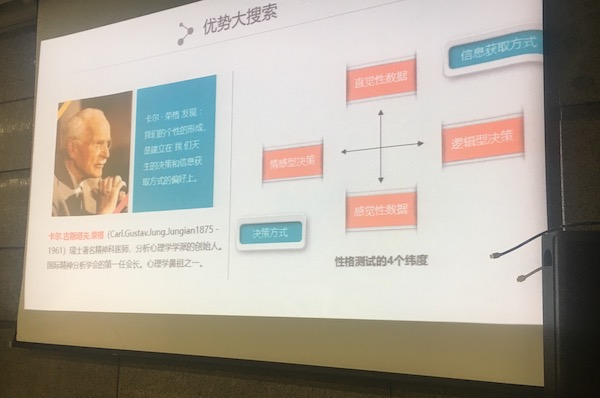 优势大搜索
卡尔·荣格 发现：
我们的个性的形成，
是建立在 我 们天
生的决策和信息获
取方式的偏好上。
卡尔.古斯塔夫.荣格 (Carl.Gustav.Jung.Jungian1875 -
1961）瑞士著名精神科医师，分析心理学学派的创始人。
国际精神分析学会的第一任会长。心理学鼻祖之一。
信息获取方式
直觉性数据
逻辑型决策
情感型决策
感觉性数据
决策方式
性格测试的4个纬度